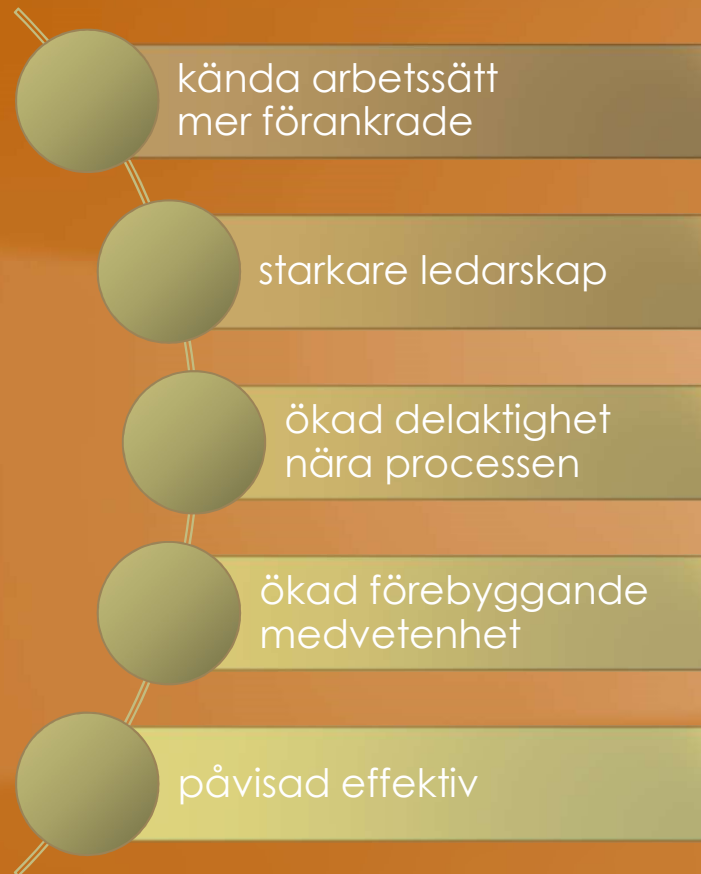 kända arbetssätt
mer förankrade
starkare ledarskap
ökad delaktighet
nära processen
ökad förebyggande
medvetenhet
påvisad effektiv